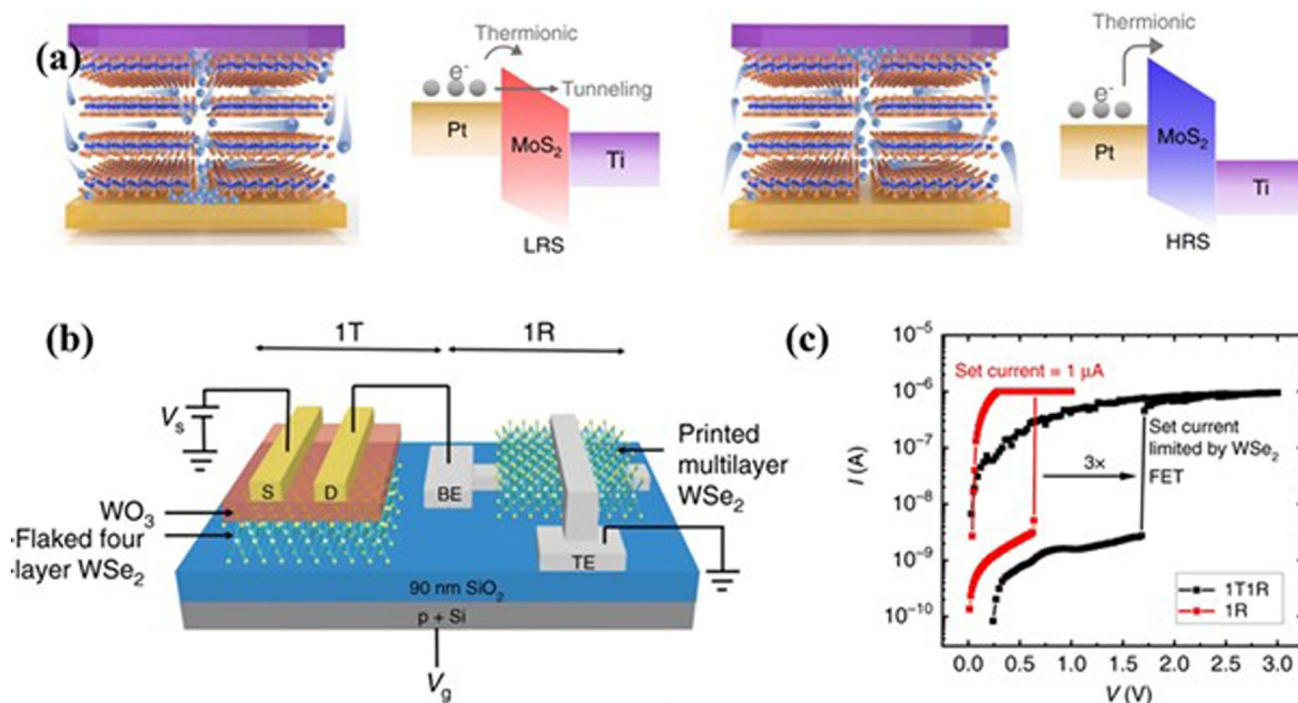 (a)
Thermionic
e-
Tunneling
Pt
MoS2
Ti
LRS
Thermionic
e-
Pt
MoS2
Ti
HRS
(b)
1T
1R
Vs
S
D
BE
TE
Printed
multilayer
WSe2
WO3
Flaked four
-layer WSe2
90 nm SiO2
p + Si
Vg
(c)
10-5
10-6
10-7
10-8
10-9
10-10
I (A)
Set current = 1 μA
Set current
limited by WSe2
FET
3×
1T1R
1R
0.0 0.5 1.0 1.5 2.0 2.5 3.0
V (V)